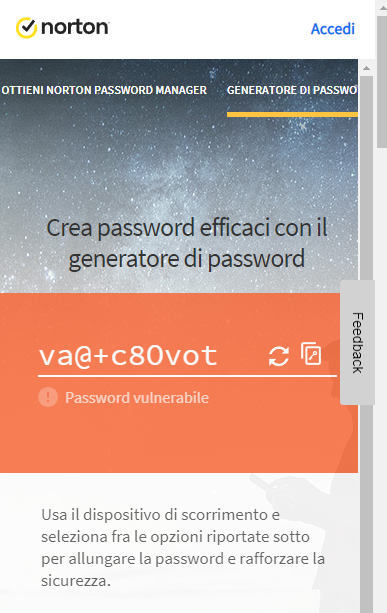 norton
Accedi
OTTIENI NORTON PASSWORD MANAGER
GENERATORE DI PASSWO
Crea password efficaci con il
generatore di password
va@+c8Ovot
Password vulnerabile
Feedback
Usa il dispositivo di scorrimento e
seleziona fra le opzioni riportate sotto
per allungare la password e rafforzare la
sicurezza.